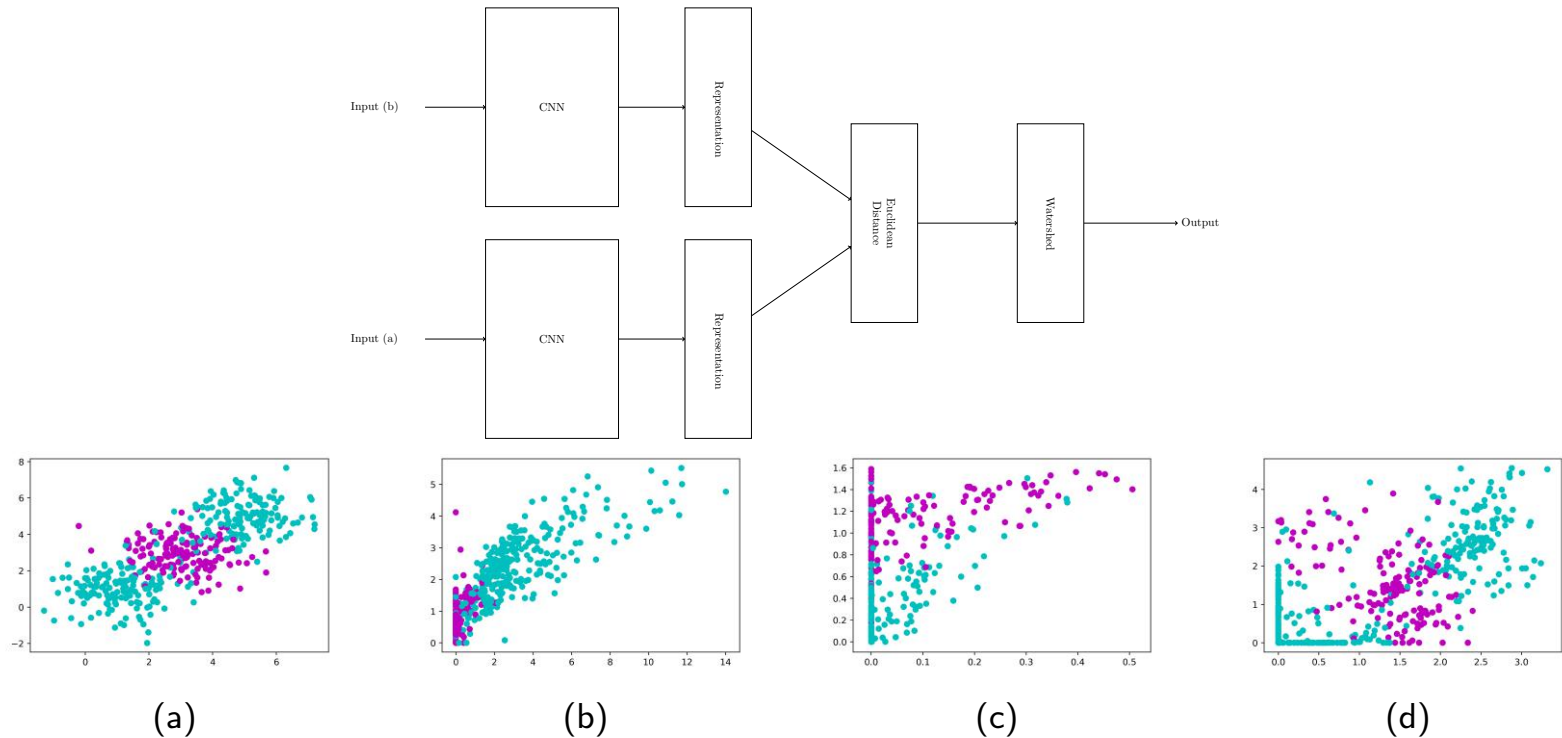 Input (b)
CNN
Representation
Input (a)
CNN
Representation
Euclidean
Distance
Watershed
Output
8
6
4
2
0
−2
0 2 4 6
5
4
3
2
1
0
0 2 4 6 8 10 12 14
1.6
1.4
1.2
1.0
0.8
0.6
0.4
0.2
0.0
0.0 0.1 0.2 0.3 0.4 0.5
4
3
2
1
0
0.0 0.5 1.0 1.5 2.0 2.5 3.0
(a) (b) (c) (d)